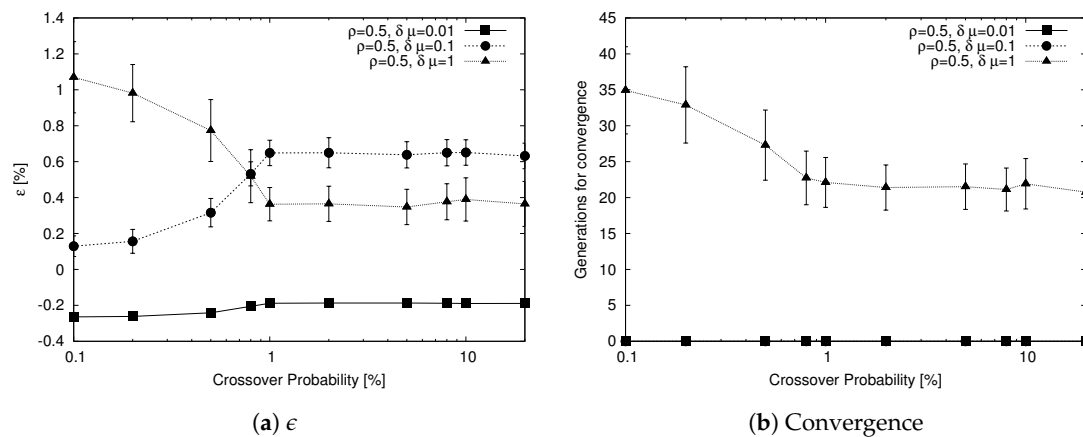 1.4
1.2
1
0.8
0.6
0.4
0.2
0
-0.2
-0.4
ε [%]
0.1
1
10
Crossover Probability [%]
ρ=0.5, δ μ=0.01
ρ=0.5, δ μ=0.1
ρ=0.5, δ μ=1
(a) ϵ
45
40
35
30
25
20
15
10
5
0
Generations for convergence
0.1
1
10
Crossover Probability [%]
ρ=0.5, δ μ=0.01
ρ=0.5, δ μ=0.1
ρ=0.5, δ μ=1
(b) Convergence